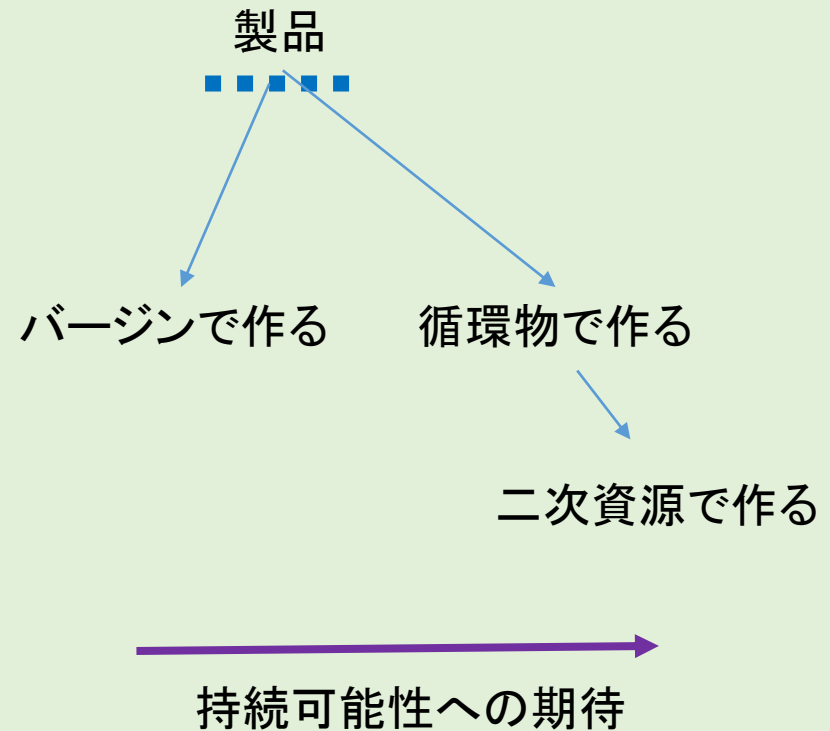 製品
バージンで作る
循環物で作る
二次資源で作る
持続可能性への期待